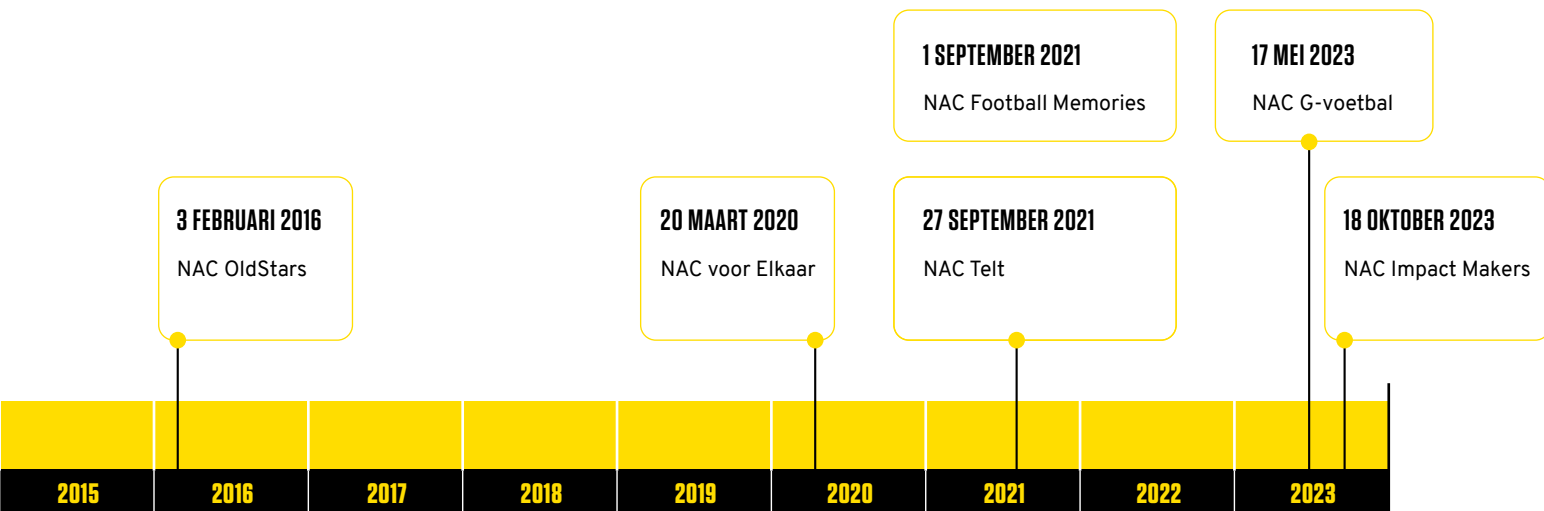 1 SEPTEMBER 2021
NAC Football Memories
17 MEI 2023
NAC G-voetbal
3 FEBRUARI 2016
NAC OldStars
20 MAART 2020
NAC voor Elkaar
27 SEPTEMBER 2021
NAC Telt
18 OKTOBER 2023
NAC Impact Makers
2015 2016 2017 2018 2019 2020 2021 2022 2023